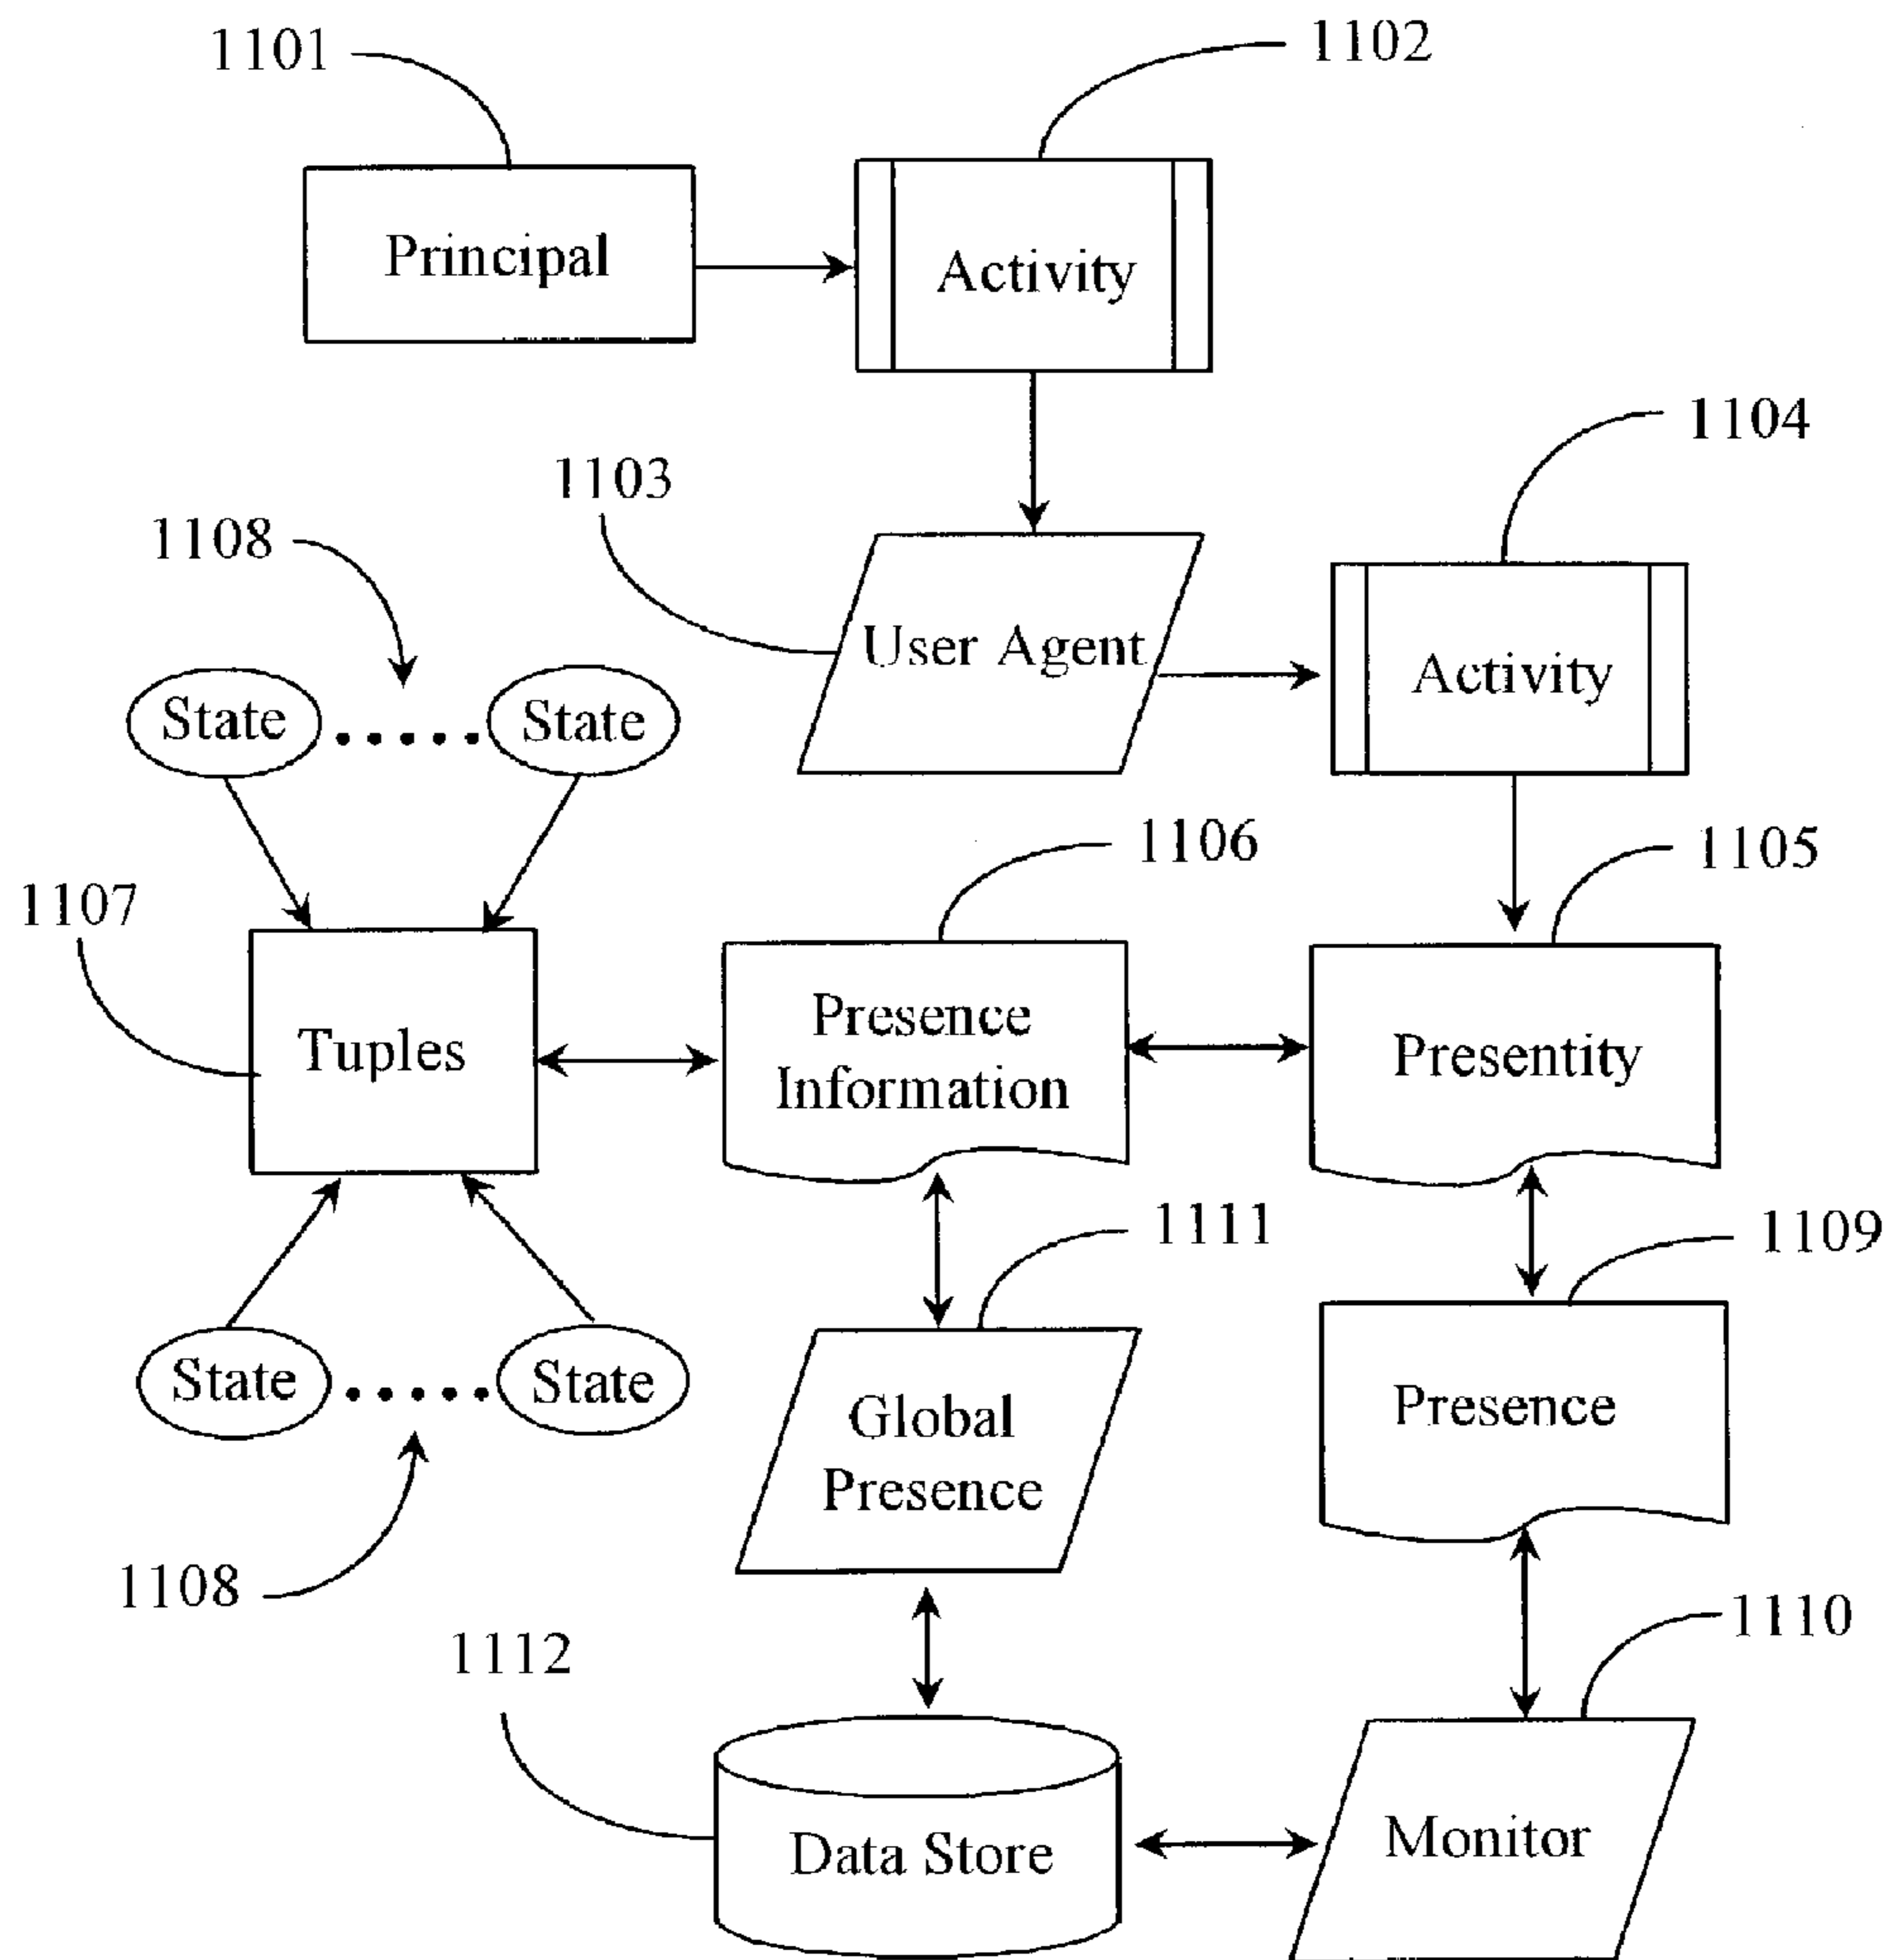 1101
1102
Principal
Activity
1104
1103
1108
User Agent
Activity
State
State
1106
1105
1107
Presence
Information
Tuples
Presentity
1111
1109
State
State
Global
Presence
Presence
1108
1110
1112
Data Store
Monitor